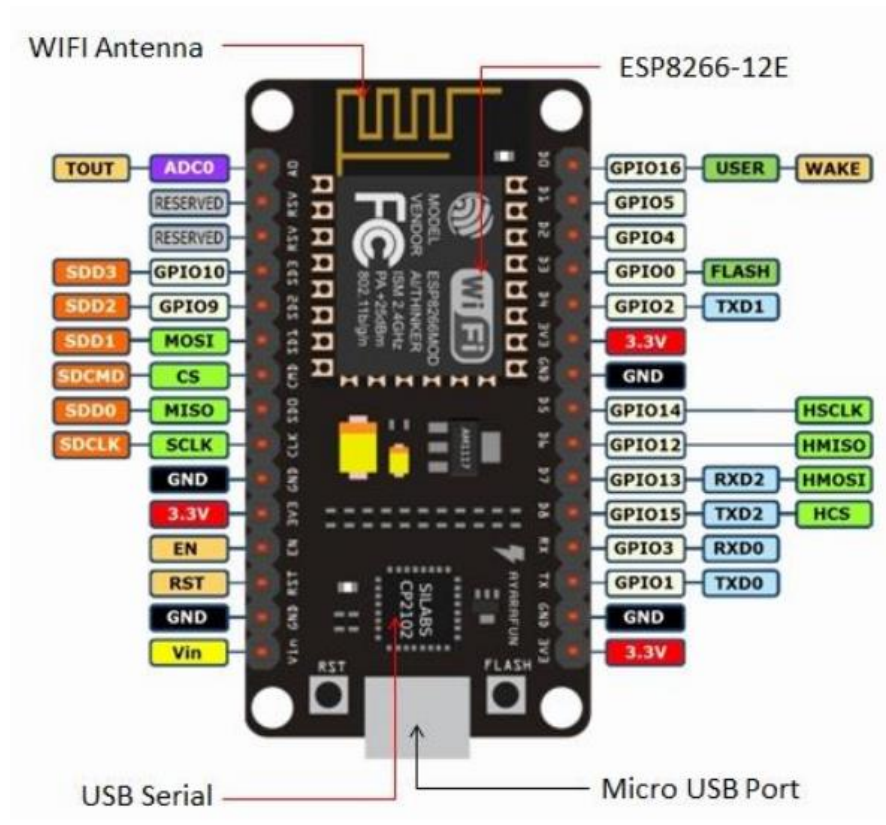 WIFI Antenna
ESP8266-12E
TOUT ADC0 A0
RESERVED RSV
RESERVED RSV
SDD3 GPIO10 SD3
SDD2 GPIO9 SD2
SDD1 MOSI SD1
SDCMD CS CMD
SDD0 MISO SD0
SDCLK SCLK CLK
GND GND
3.3V 3V3
EN EN
RST RST
GND GND
Vin Vin
D0 GPIO16 USER WAKE
D1 GPIO5
D2 GPIO4
D3 GPIO0 FLASH
D4 GPIO2 TXD1
3V3 3.3V
GND GND
D5 GPIO14 HSCLK
D6 GPIO12 HMISO
D7 GPIO13 RXD2 HMOSI
D8 GPIO15 TXD2 HCS
RX GPIO3 RXD0
TX GPIO1 TXD0
GND GND
3V3 3.3V
MODEL ESP8266MOD
VENDOR AI/THINKER
ISM 2.4GHz
PA +25dBm
802.11b/g/n
FC
WiFi
AM1117
SILABS
CP2102
AYARAFUN
RST
FLASH
USB Serial
Micro USB Port